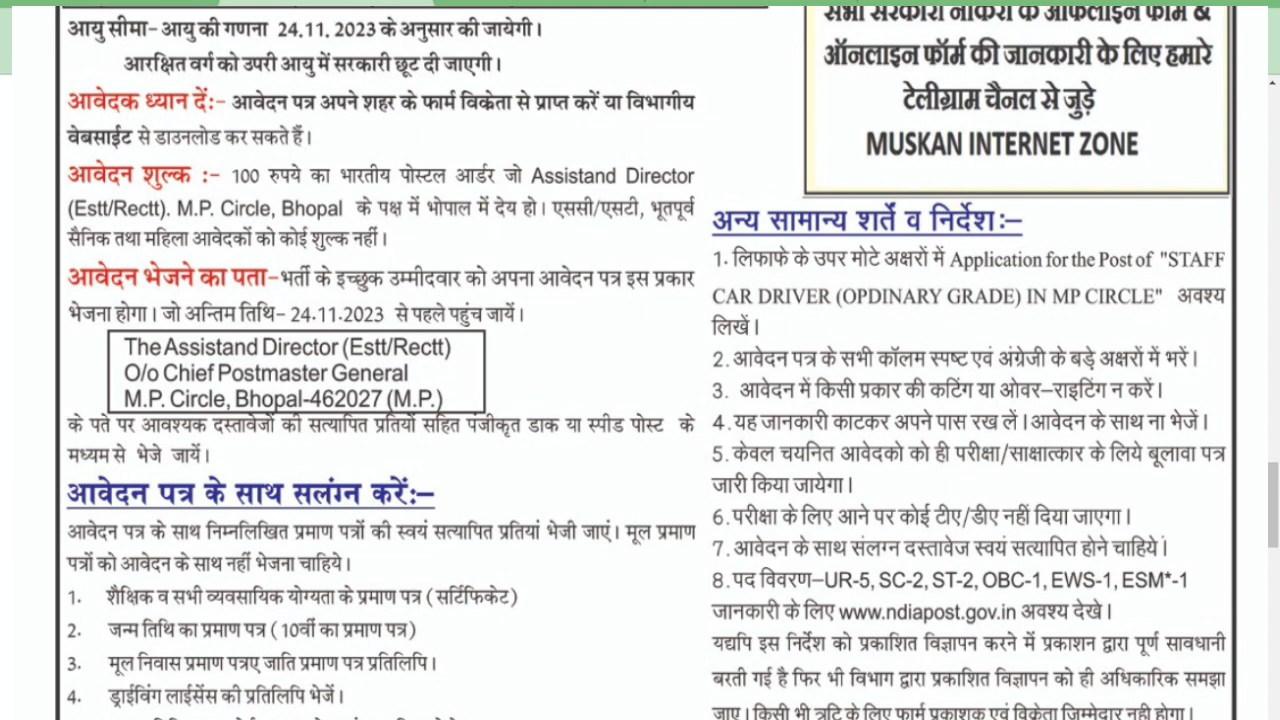 आयु सीमा– आयु की गणना 24.11. 2023 के अनुसार की जायेगी।
आरक्षित वर्ग को उपरी आयु में सरकारी छूट दी जाएगी।
आवेदक ध्यान दें:- आवेदन पत्र अपने शहर के फार्म विक्रेता से प्राप्त करें या विभागीय
वेबसाईट से डाउनलोड कर सकते हैं।
आवेदन शुल्क :- 100 रुपये का भारतीय पोस्टल आर्डर जो Assistand Director
(Estt/Rectt). M.P. Circle, Bhopal के पक्ष में भोपाल में देय हो। एससी/एसटी, भूतपूर्व
सैनिक तथा महिला आवेदकों को कोई शुल्क नहीं।
आवेदन भेजने का पता–भर्ती के इच्छुक उम्मीदवार को अपना आवेदन पत्र इस प्रकार
भेजना होगा। जो अन्तिम तिथि– 24.11.2023 से पहले पहुंच जायें।
The Assistand Director (Estt/Rectt)
O/o Chief Postmaster General
M.P. Circle, Bhopal-462027 (M.P.)
के पते पर आवश्यक दस्तावेजों की सत्यापित प्रतियों सहित पंजीकृत डाक या स्पीड पोस्ट के
मध्यम से भेजे जायें।
आवेदन पत्र के साथ सलंग्न करें:–
आवेदन पत्र के साथ निम्नलिखित प्रमाण पत्रों की स्वयं सत्यापित प्रतियां भेजी जाएं। मूल प्रमाण
पत्रों को आवेदन के साथ नहीं भेजना चाहिये।
1. शैक्षिक व सभी व्यवसायिक योग्यता के प्रमाण पत्र ( सर्टिफिकेट)
2. जन्म तिथि का प्रमाण पत्र ( 10वीं का प्रमाण पत्र)
3. मूल निवास प्रमाण पत्रए जाति प्रमाण पत्र प्रतिलिपि।
4. ड्राईविंग लाईसेंस की प्रतिलिपि भेजें।
सभी सरकारी नौकरी के ऑफलाइन फॉर्म &
ऑनलाइन फॉर्म की जानकारी के लिए हमारे
टेलीग्राम चैनल से जुड़े
MUSKAN INTERNET ZONE
अन्य सामान्य शर्तें व निर्देश:–
1. लिफाफे के उपर मोटे अक्षरों में Application for the Post of "STAFF
CAR DRIVER (OPDINARY GRADE) IN MP CIRCLE" अवश्य
लिखें।
2. आवेदन पत्र के सभी कॉलम स्पष्ट एवं अंग्रेजी के बड़े अक्षरों में भरें।
3. आवेदन में किसी प्रकार की कटिंग या ओवर–राइटिंग न करें।
4. यह जानकारी काटकर अपने पास रख लें। आवेदन के साथ ना भेजें।
5. केवल चयनित आवेदको को ही परीक्षा/साक्षात्कार के लिये बूलावा पत्र
जारी किया जायेगा।
6. परीक्षा के लिए आने पर कोई टीए/डीए नहीं दिया जाएगा।
7. आवेदन के साथ संलग्न दस्तावेज स्वयं सत्यापित होने चाहिये।
8. पद विवरण–UR-5, SC-2, ST-2, OBC-1, EWS-1, ESM*-1
जानकारी के लिए www.ndiapost.gov.in अवश्य देखे।
यद्यपि इस निर्देश को प्रकाशित विज्ञापन करने में प्रकाशन द्वारा पूर्ण सावधानी
बरती गई है फिर भी विभाग द्वारा प्रकाशित विज्ञापन को ही अधिकारिक समझा
जाए। किसी भी त्रुटि के लिए फार्म प्रकाशक एवं विक्रेता जिम्मेदार नही होगा।